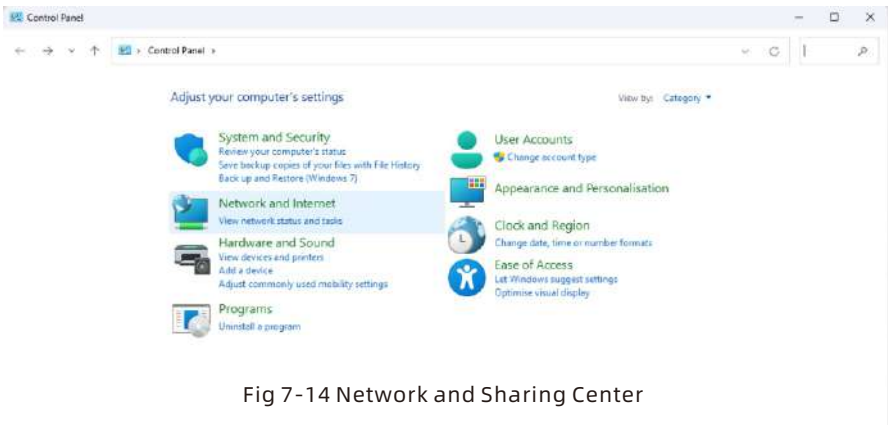 Control Panel
Control Panel
Adjust your computer's settings
View by: Category
System and Security
Review your computer's status
Save backup copies of your files with File History
Back up and Restore (Windows 7)
Network and Internet
View network status and tasks
Hardware and Sound
View devices and printers
Add a device
Adjust commonly used mobility settings
Programs
Uninstall a program
User Accounts
Change account type
Appearance and Personalisation
Clock and Region
Change date, time or number formats
Ease of Access
Let Windows suggest settings
Optimise visual display
Fig 7-14 Network and Sharing Center